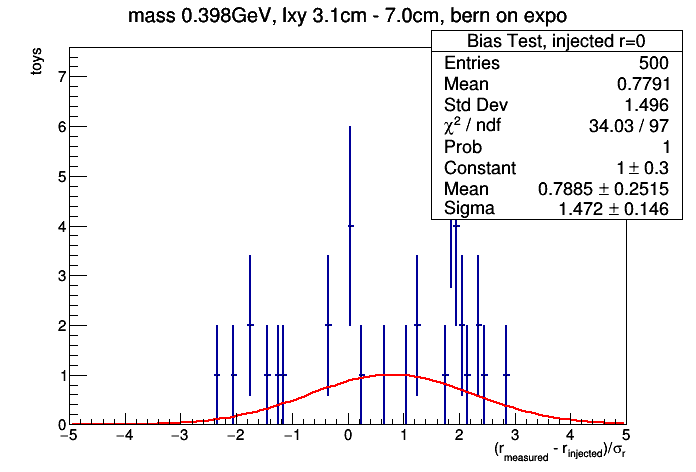 mass 0.398GeV, lxy 3.1cm - 7.0cm, bern on expo
Bias Test, injected r=0
Entries 500
Mean 0.7791
Std Dev 1.496
χ² / ndf 34.03 / 97
Prob 1
Constant 1 ± 0.3
Mean 0.7885 ± 0.2515
Sigma 1.472 ± 0.146
toys
7
6
5
4
3
2
1
0
−5 −4 −3 −2 −1 0 1 2 3 4 5
(r_measured - r_injected)/σ_r